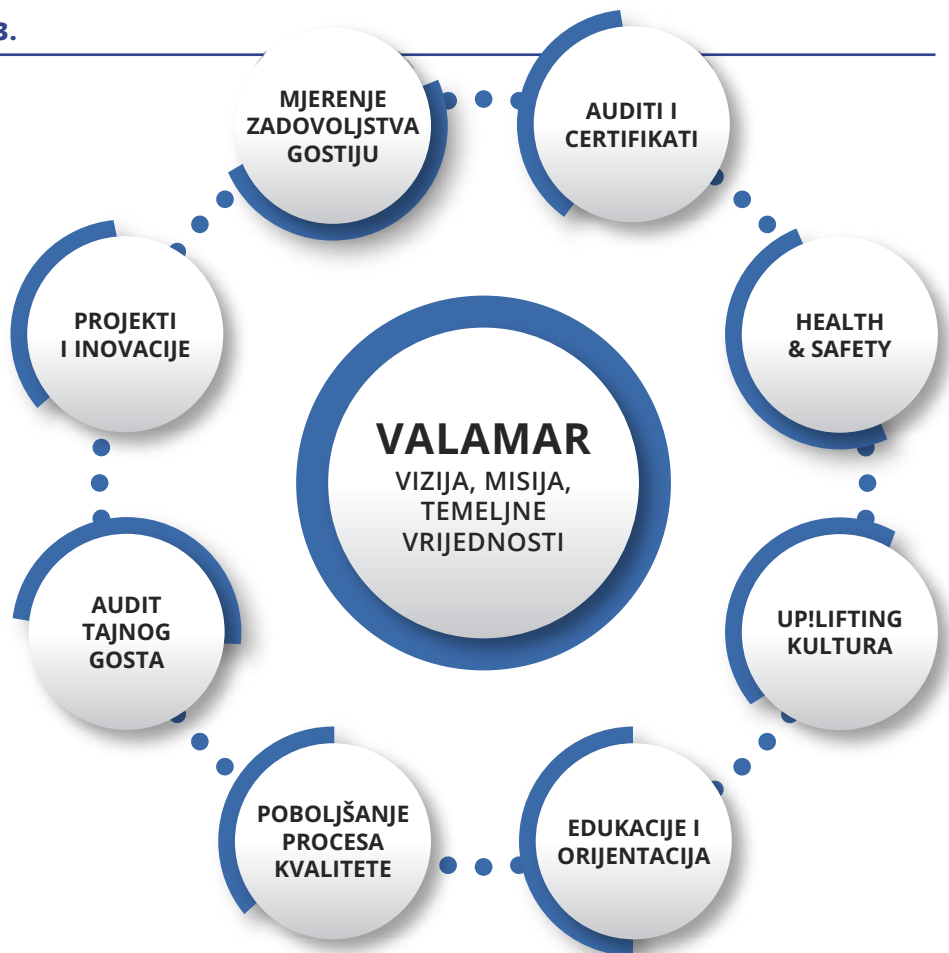 3.
MJERENJE
ZADOVOLJSTVA
GOSTIJU
AUDITI I
CERTIFIKATI
PROJEKTI
I INOVACIJE
HEALTH
& SAFETY
VALAMAR
VIZIJA, MISIJA,
TEMELJNE
VRIJEDNOSTI
AUDIT
TAJNOG
GOSTA
UP!LIFTING
KULTURA
POBOLJŠANJE
PROCESA
KVALITETE
EDUKACIJE I
ORIJENTACIJA